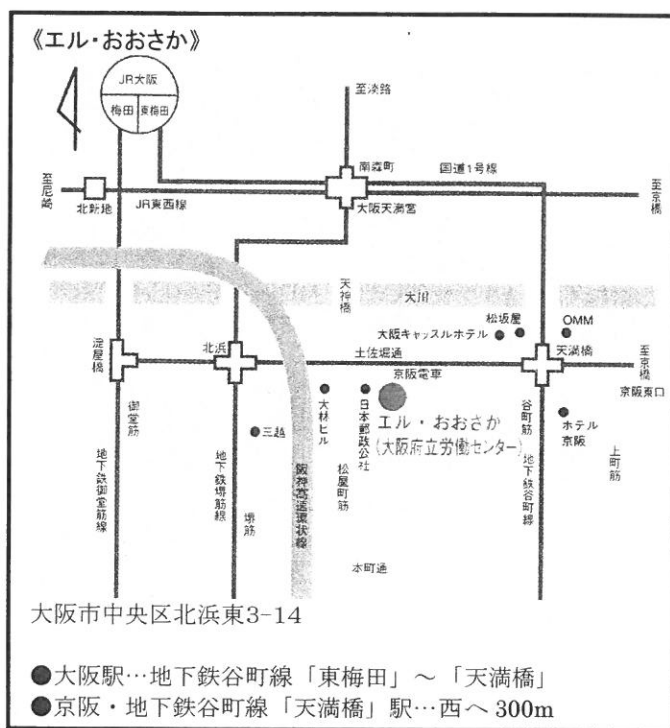 《エル・おおさか》
JR大阪
梅田
東梅田
至淡路
南森町
国道1号線
至尼崎
北新地
JR東西線
大阪天満宮
至京橋
天神橋
大川
松坂屋
OMM
大阪キャッスルホテル
天満橋
淀屋橋
北浜
土佐堀通
京阪電車
至京橋
京阪東口
御堂筋
三越
大林ビル
日本郵政公社
エル・おおさか
(大阪府立労働センター)
谷町筋
ホテル京阪
上町筋
地下鉄御堂筋線
地下鉄堺筋線
堺筋
阪神高速環状線
松屋町筋
地下鉄谷町線
本町通
大阪市中央区北浜東3-14
●大阪駅…地下鉄谷町線「東梅田」~「天満橋」
●京阪・地下鉄谷町線「天満橋」駅…西へ300m